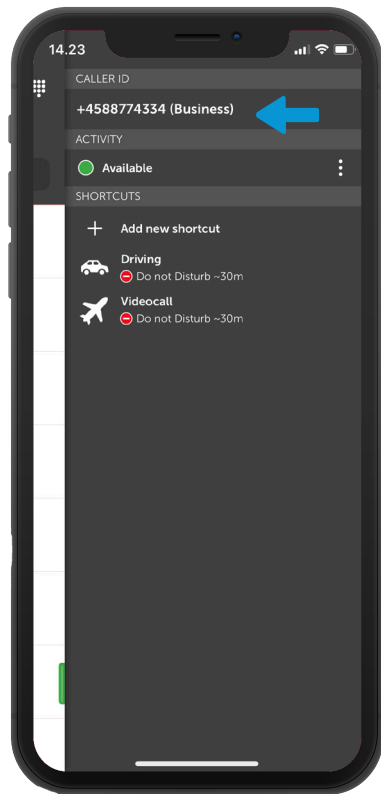 14.23
CALLER ID
+4588774334 (Business)
ACTIVITY
Available
SHORTCUTS
Add new shortcut
Driving
Do not Disturb ~30m
Videocall
Do not Disturb ~30m